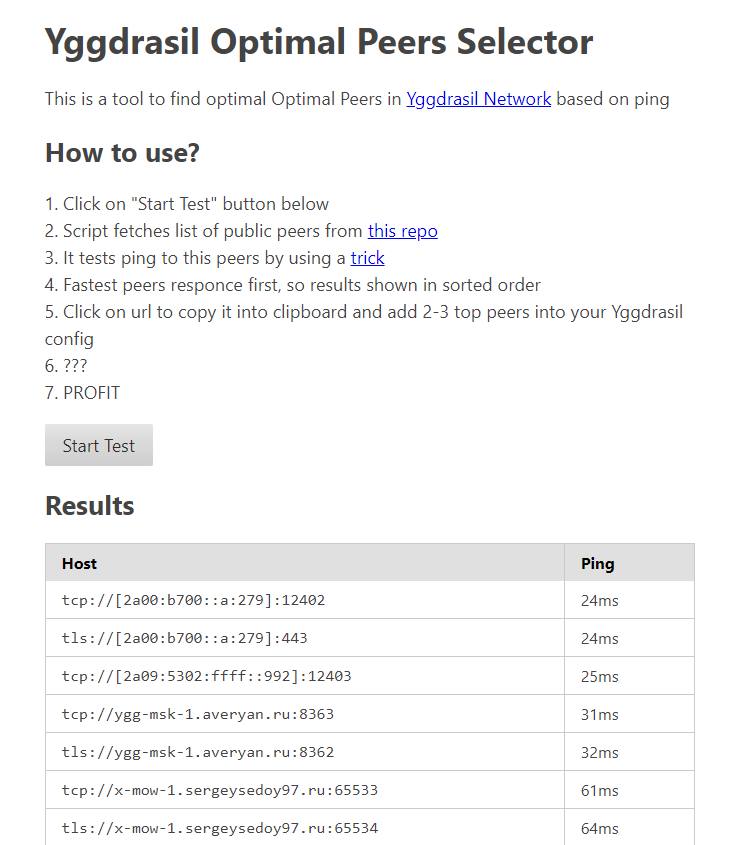 Yggdrasil Optimal Peers Selector
This is a tool to find optimal Optimal Peers in Yggdrasil Network based on ping
How to use?
1. Click on "Start Test" button below
2. Script fetches list of public peers from this repo
3. It tests ping to this peers by using a trick
4. Fastest peers responce first, so results shown in sorted order
5. Click on url to copy it into clipboard and add 2-3 top peers into your Yggdrasil
config
6. ???
7. PROFIT
Start Test
Results
Host Ping
tcp://[2a00:b700::a:279]:12402 24ms
tls://[2a00:b700::a:279]:443 24ms
tcp://[2a09:5302:ffff::992]:12403 25ms
tcp://ygg-msk-1.averyan.ru:8363 31ms
tls://ygg-msk-1.averyan.ru:8362 32ms
tcp://x-mow-1.sergeysedoy97.ru:65533 61ms
tls://x-mow-1.sergeysedoy97.ru:65534 64ms